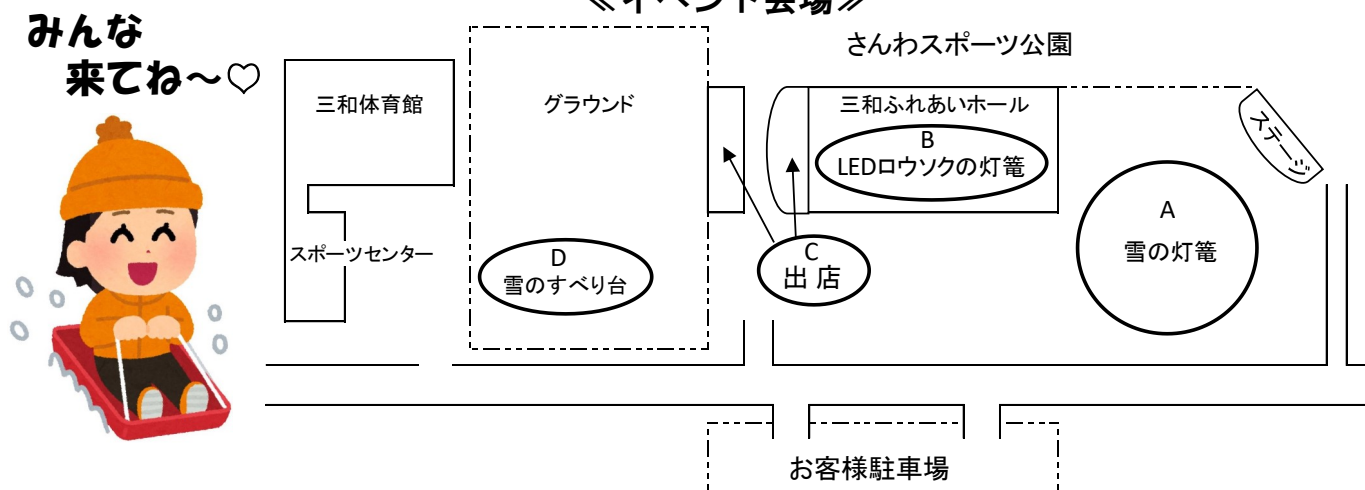 ≪イベント会場≫
みんな
来てね～♡
さんわスポーツ公園
三和体育館
グラウンド
三和ふれあいホール
B
LEDロウソクの灯篭
ステージ
A
雪の灯篭
スポーツセンター
D
雪のすべり台
C
出店
お客様駐車場